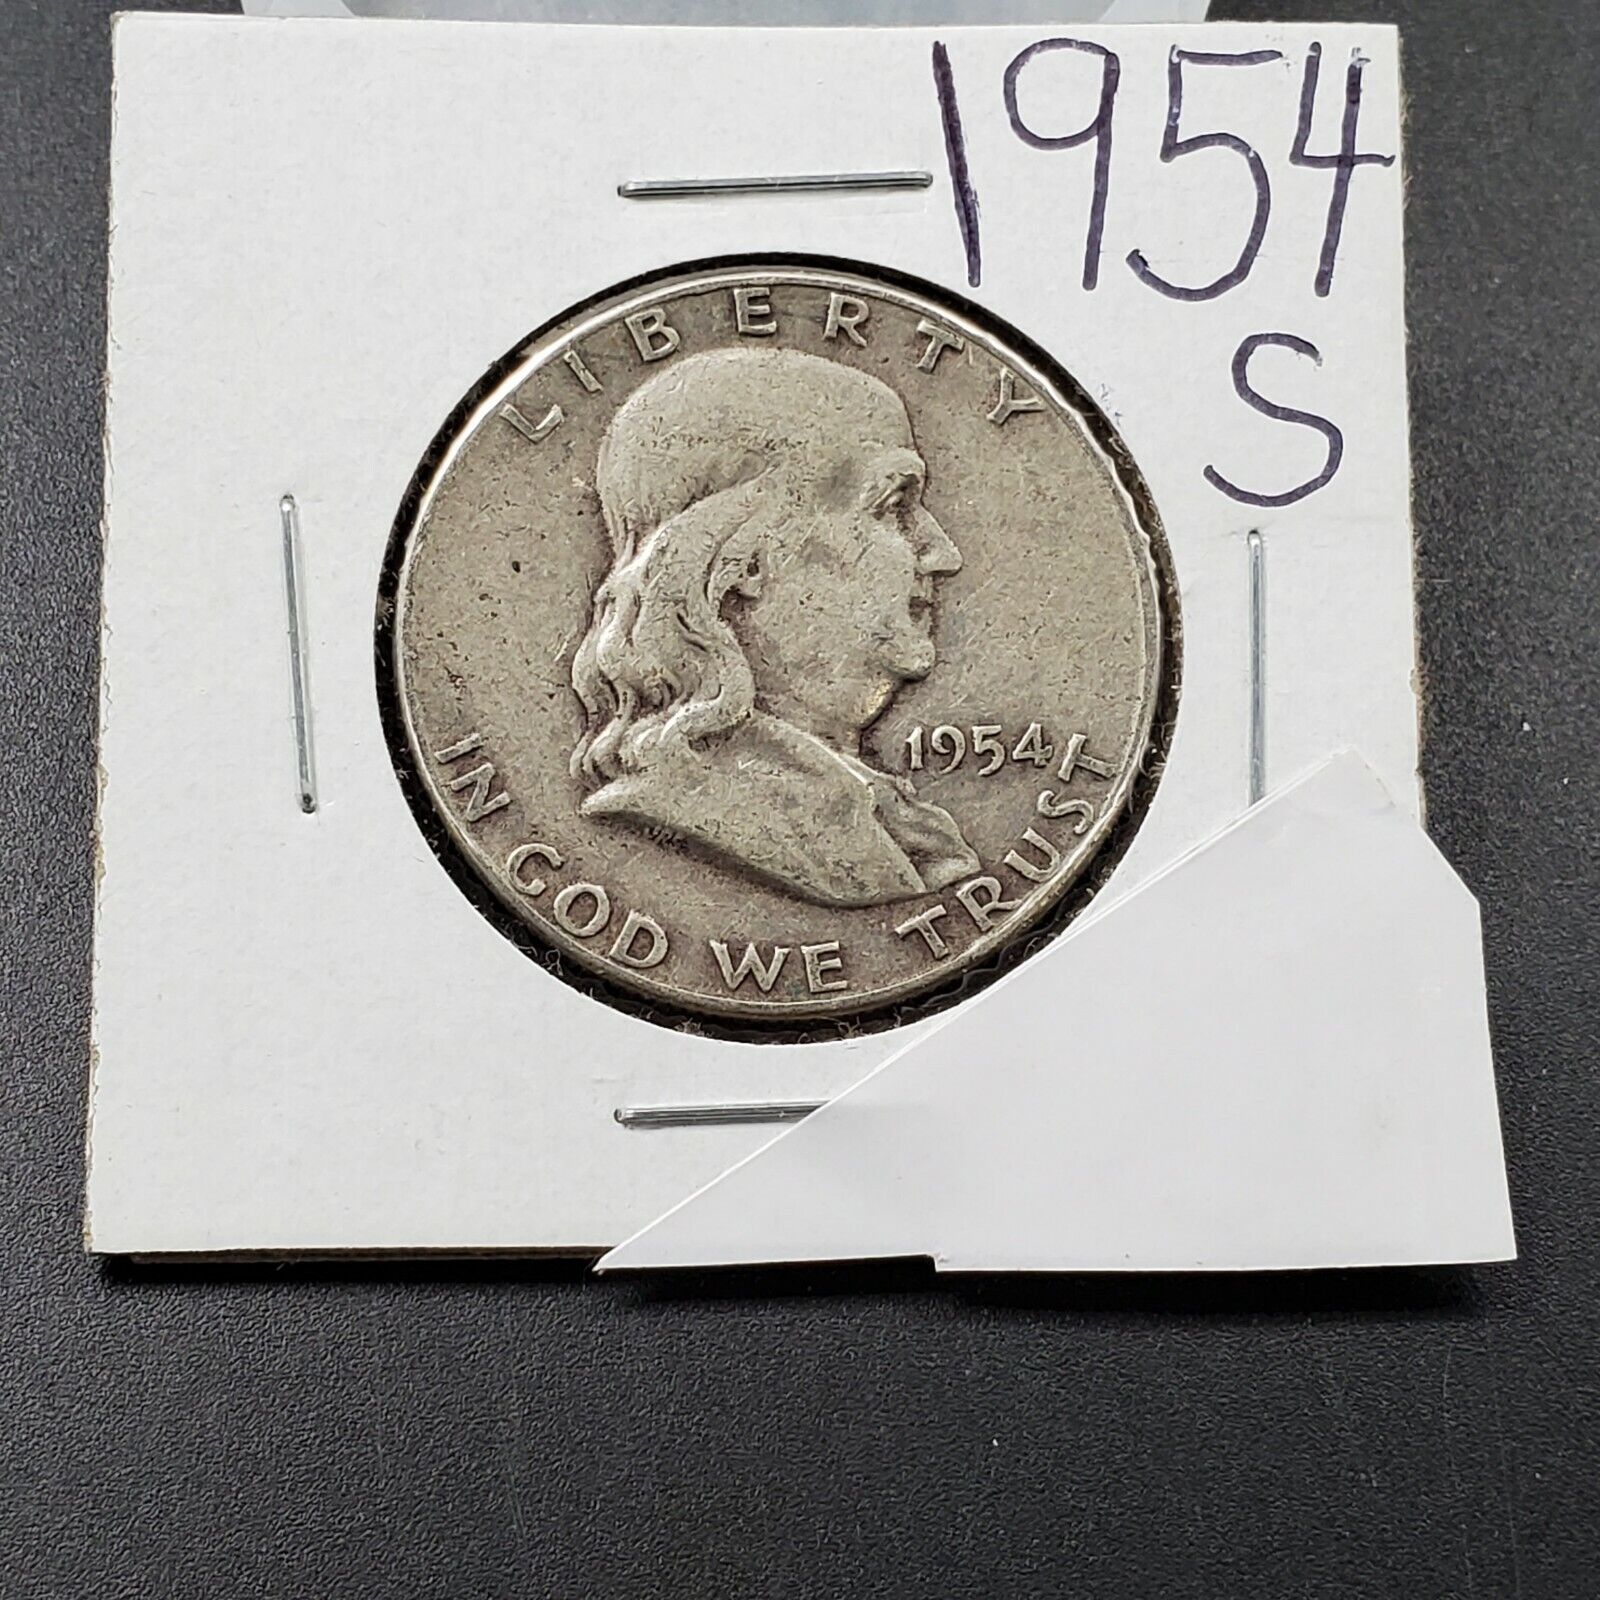 1954
S
LIBERTY
1954
IN GOD WE TRUST